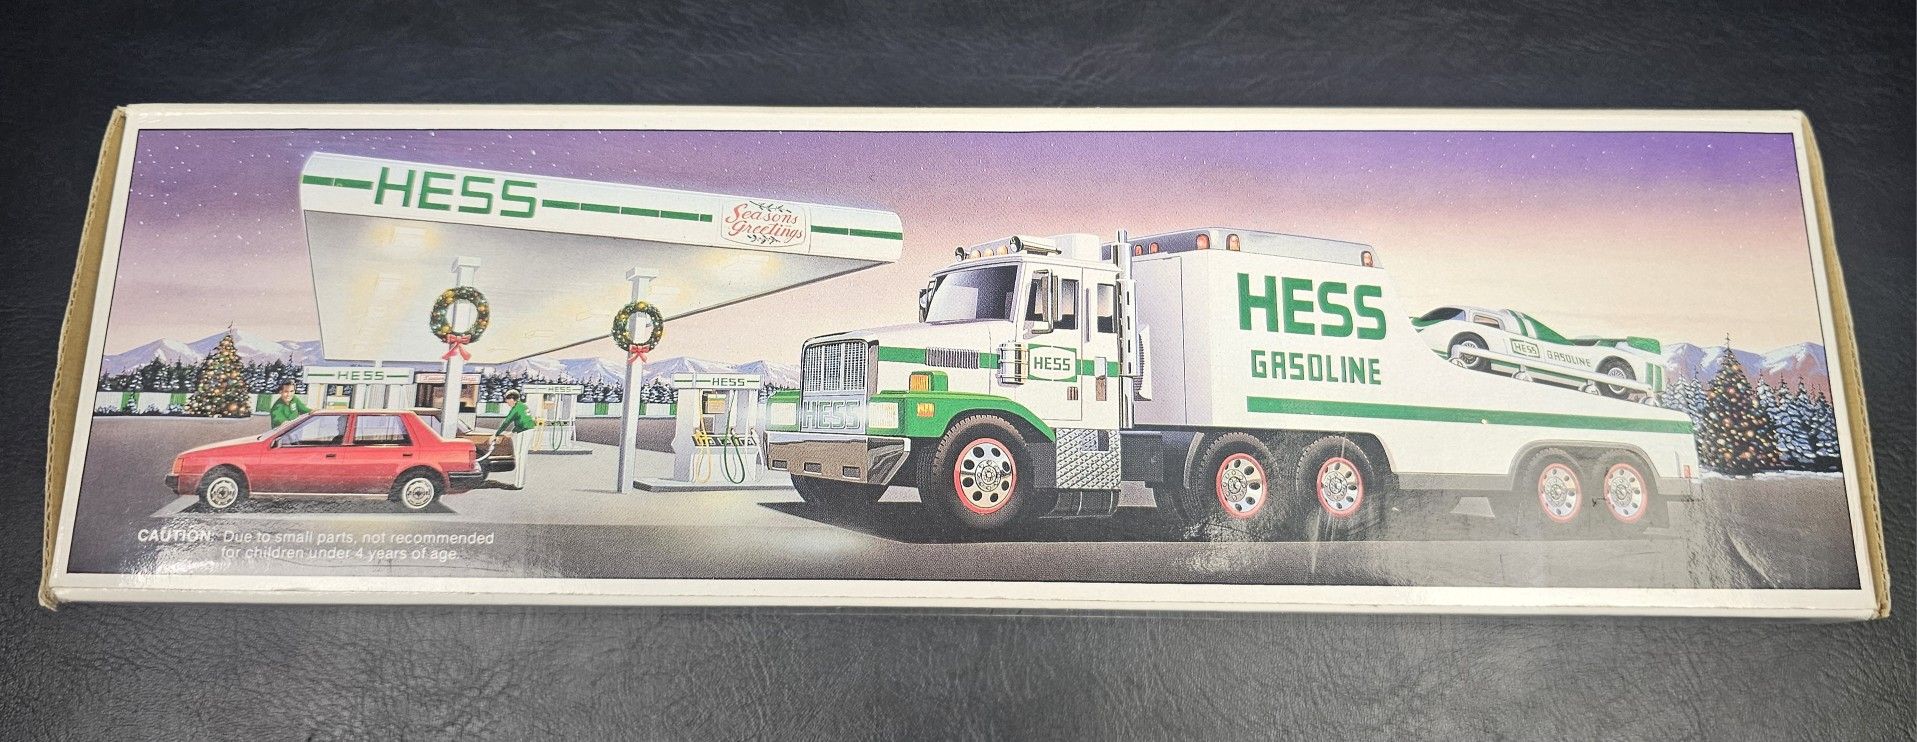 HESS
Seasons
Greetings
HESS
HESS
HESS
HESS
HESS
HESS
GASOLINE
HESS GASOLINE
CAUTION: Due to small parts, not recommended
for children under 4 years of age.